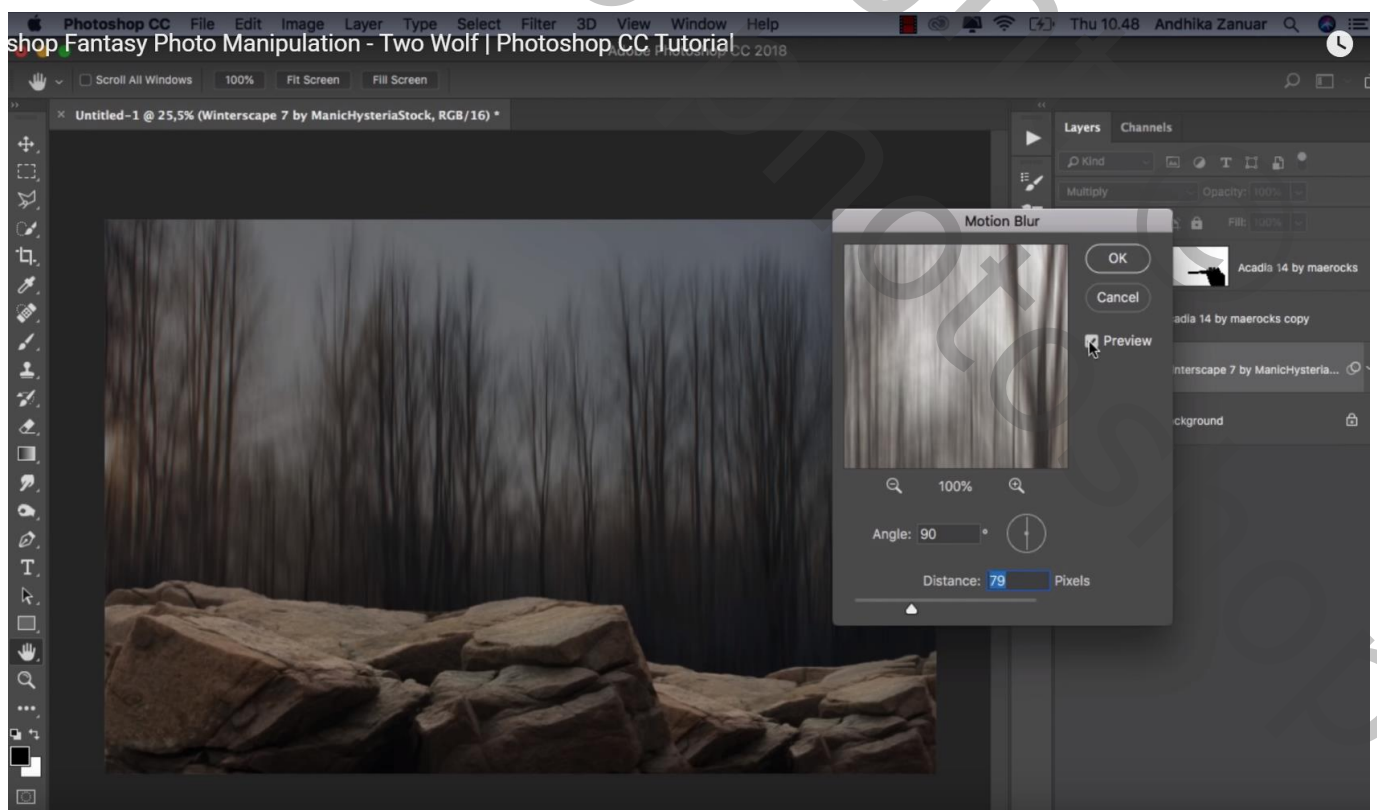 Photoshop CC File Edit Image Layer Type Select Filter 3D View Window Help Thu 10.48 Andhika Zanuar
shop Fantasy Photo Manipulation - Two Wolf | Photoshop CC Tutorial
Adobe Photoshop CC 2018
Scroll All Windows 100% Fit Screen Fill Screen
Untitled-1 @ 25,5% (Winterscape 7 by ManicHysteriaStock, RGB/16) *
Layers Channels
Kind
Multiply Opacity: 100%
Motion Blur
Fill: 100%
OK
Acadia 14 by maerocks
Cancel
adia 14 by maerocks copy
Preview
interscape 7 by ManicHysteria...
ckground
100%
Angle: 90 °
Distance: 79 Pixels